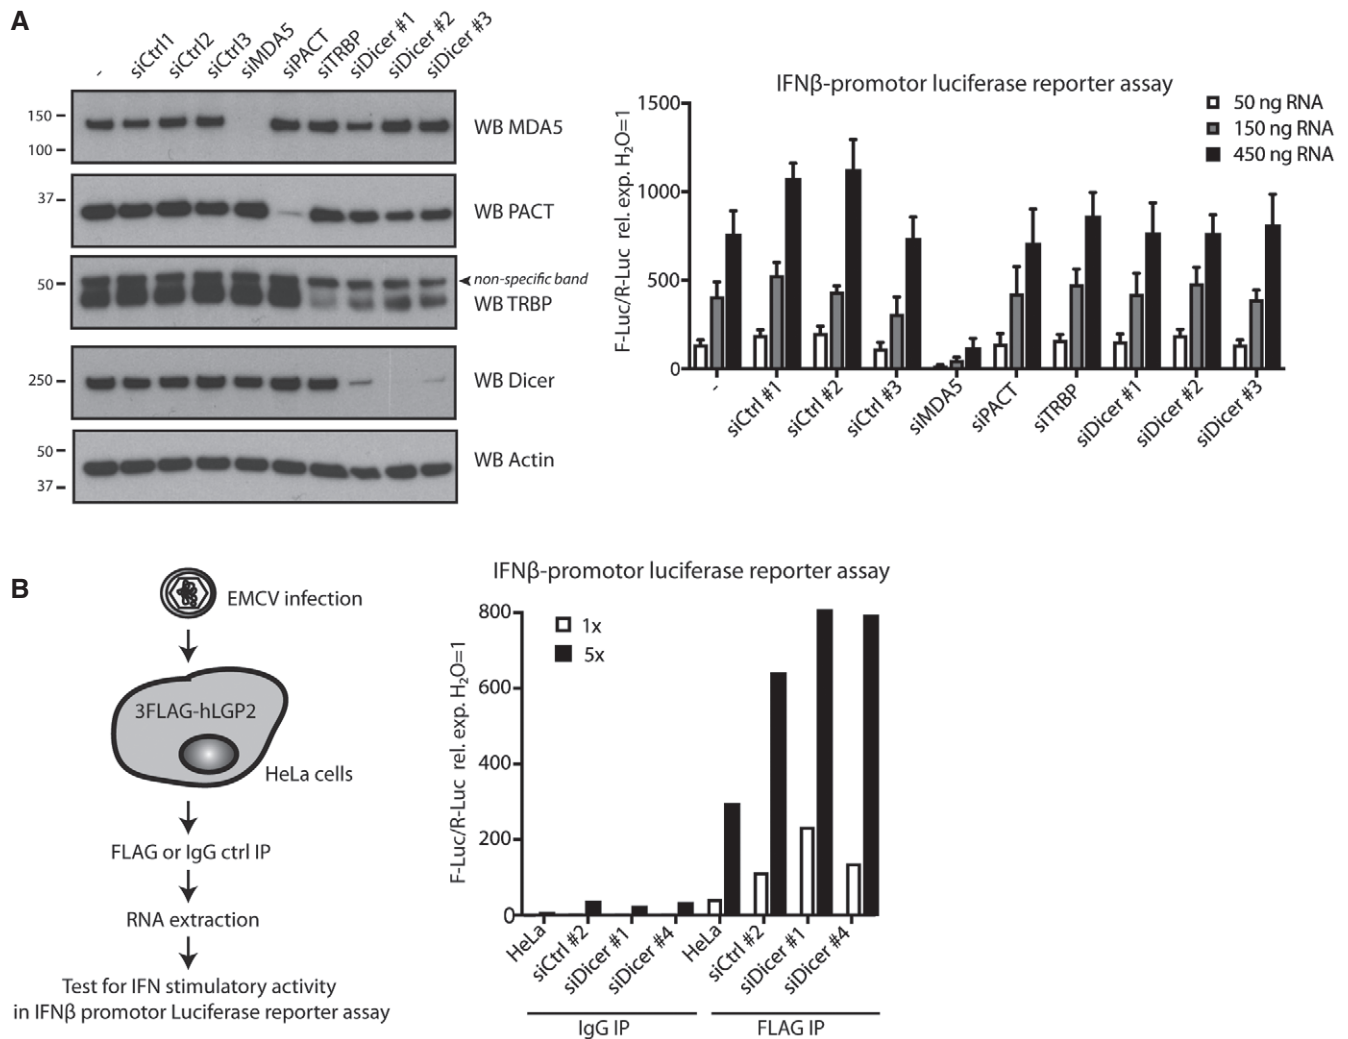 A
-
siCtrl1
siCtrl2
siCtrl3
siMDA5
siPACT
siTRBP
siDicer #1
siDicer #2
siDicer #3
150
100
WB MDA5
37
WB PACT
50
non-specific band
WB TRBP
250
WB Dicer
50
37
WB Actin
IFNβ-promotor luciferase reporter assay
F-Luc/R-Luc rel. exp. H₂O=1
1500
1000
500
0
50 ng RNA
150 ng RNA
450 ng RNA
-
siCtrl #1
siCtrl #2
siCtrl #3
siMDA5
siPACT
siTRBP
siDicer #1
siDicer #2
siDicer #3
B
EMCV infection
3FLAG-hLGP2
HeLa cells
FLAG or IgG ctrl IP
RNA extraction
Test for IFN stimulatory activity
in IFNβ promotor Luciferase reporter assay
IFNβ-promotor luciferase reporter assay
F-Luc/R-Luc rel. exp. H₂O=1
800
600
400
200
0
1x
5x
HeLa
siCtrl #2
siDicer #1
siDicer #4
HeLa
siCtrl #2
siDicer #1
siDicer #4
IgG IP
FLAG IP